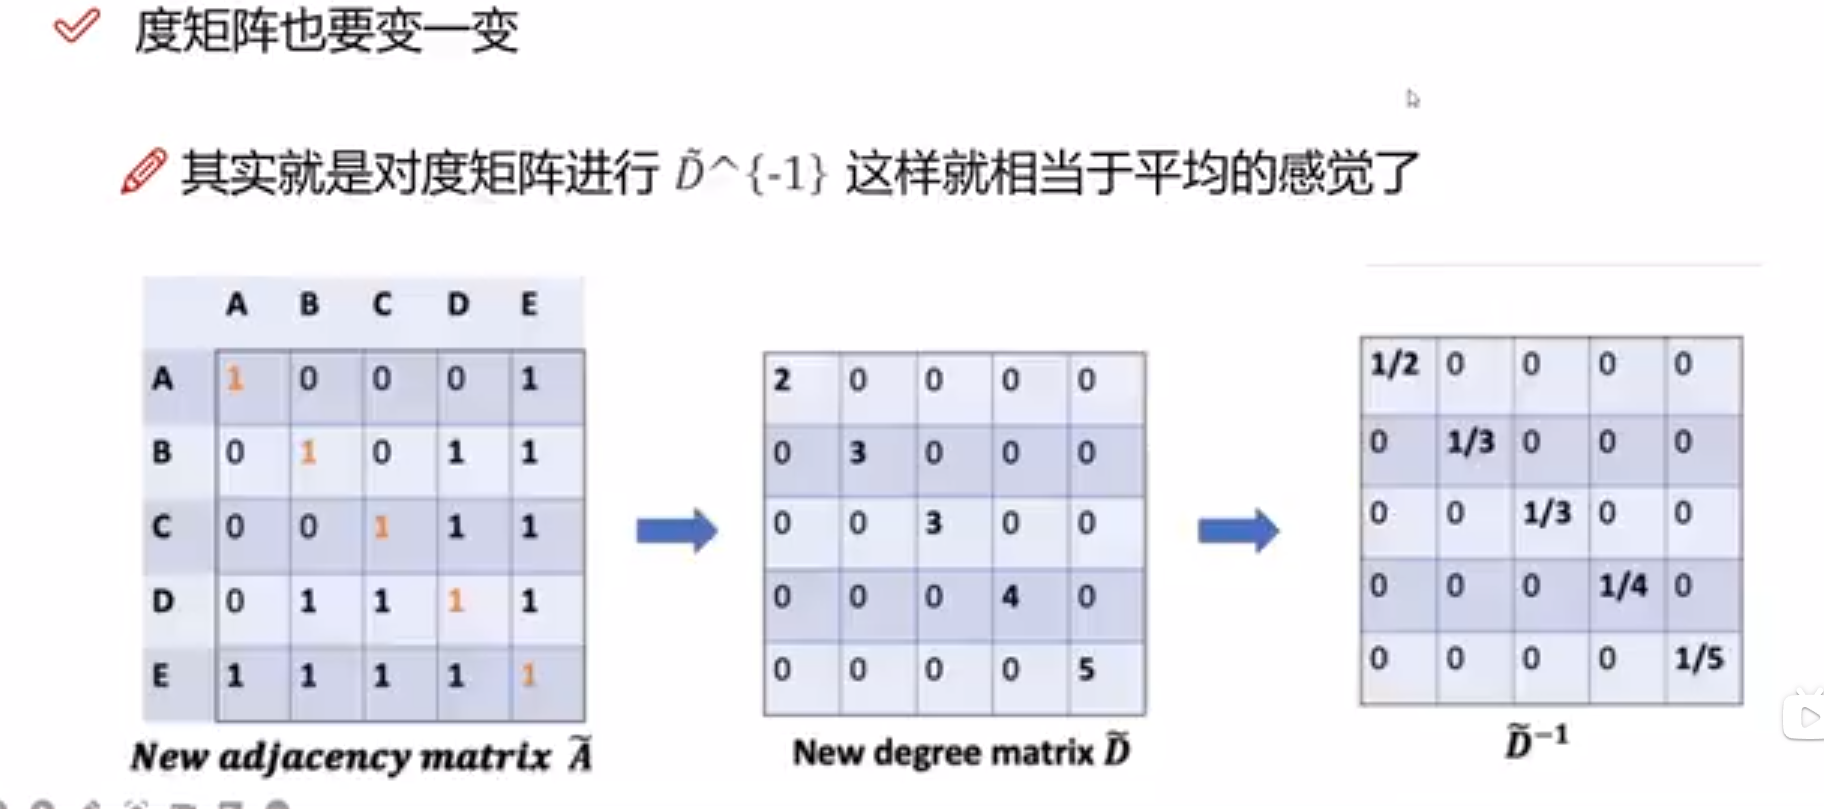 度矩阵也要变一变
其实就是对度矩阵进行 D̃^{-1} 这样就相当于平均的感觉了
A B C D E
A 1 0 0 0 1
B 0 1 0 1 1
C 0 0 1 1 1
D 0 1 1 1 1
E 1 1 1 1 1
New adjacency matrix Ã
2 0 0 0 0
0 3 0 0 0
0 0 3 0 0
0 0 0 4 0
0 0 0 0 5
New degree matrix D̃
1/2 0 0 0 0
0 1/3 0 0 0
0 0 1/3 0 0
0 0 0 1/4 0
0 0 0 0 1/5
D̃⁻¹